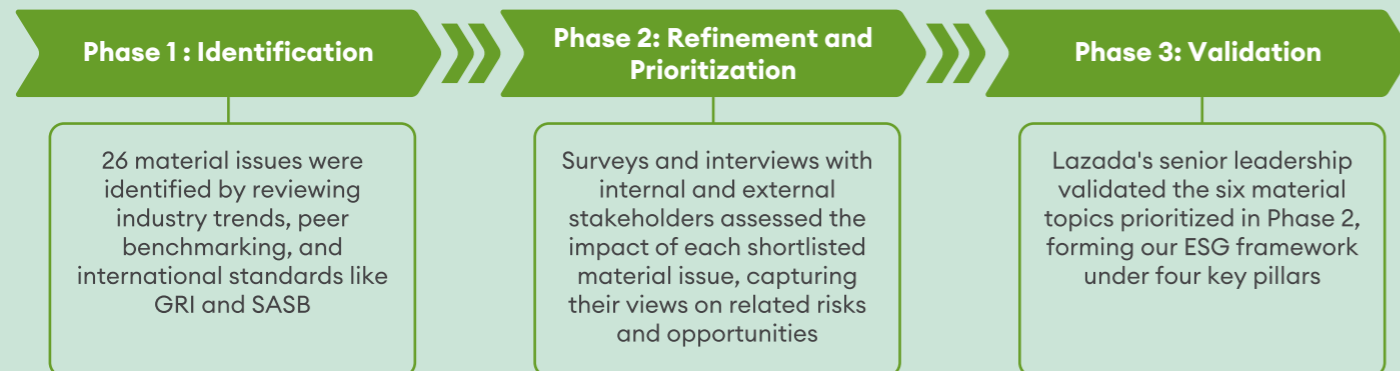 Phase 1 : Identification
26 material issues were
identified by reviewing
industry trends, peer
benchmarking, and
international standards like
GRI and SASB
Phase 2: Refinement and
Prioritization
Surveys and interviews with
internal and external
stakeholders assessed the
impact of each shortlisted
material issue, capturing
their views on related risks
and opportunities
Phase 3: Validation
Lazada's senior leadership
validated the six material
topics prioritized in Phase 2,
forming our ESG framework
under four key pillars